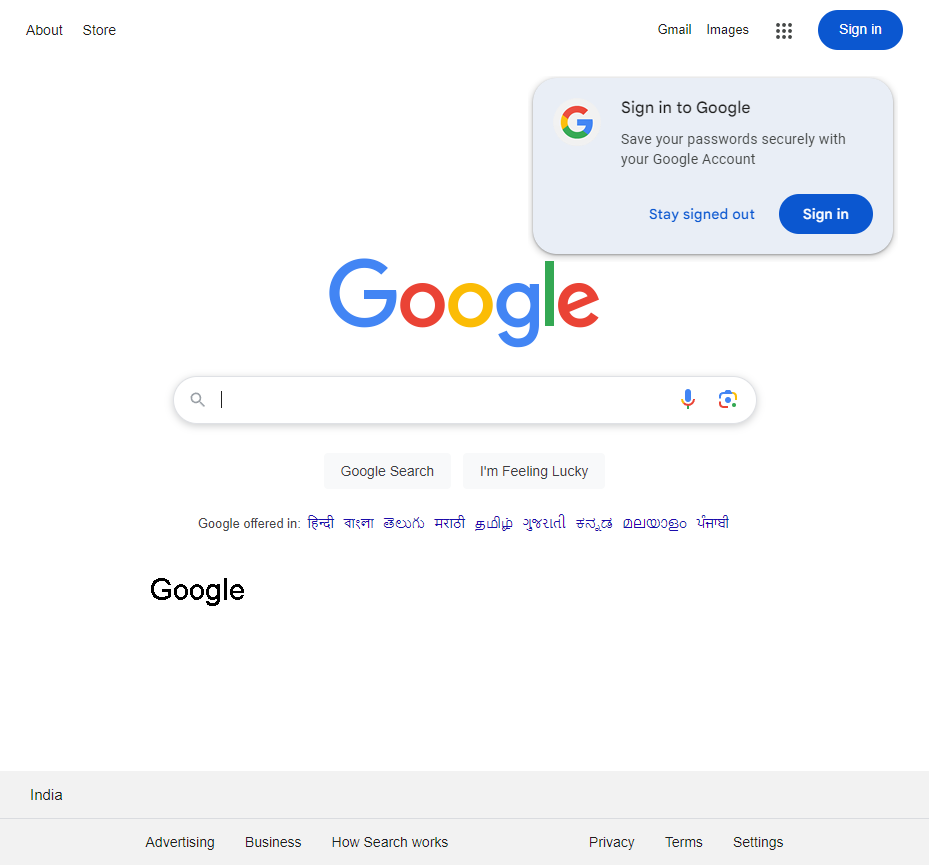 About Store
Gmail Images Sign in
Sign in to Google
Save your passwords securely with
your Google Account
Stay signed out Sign in
Google
Google Search I'm Feeling Lucky
Google offered in: हिन्दी বাংলা తెలుగు मराठी தமிழ் ગુજરાતી ಕನ್ನಡ മലയാളം ਪੰਜਾਬੀ
Google
India
Advertising Business How Search works Privacy Terms Settings